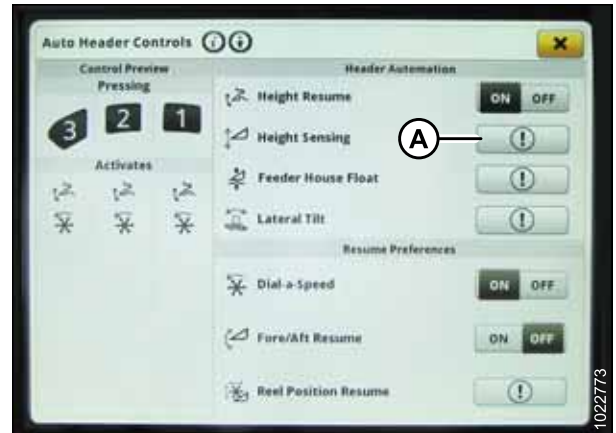 Auto Header Controls
Control Preview
Pressing
3 2 1
Activates
Header Automation
Height Resume ON OFF
A
Height Sensing
Feeder House Float
Lateral Tilt
Resume Preferences
Dial-a-Speed ON OFF
Fore/Aft Resume ON OFF
Reel Position Resume
1022773